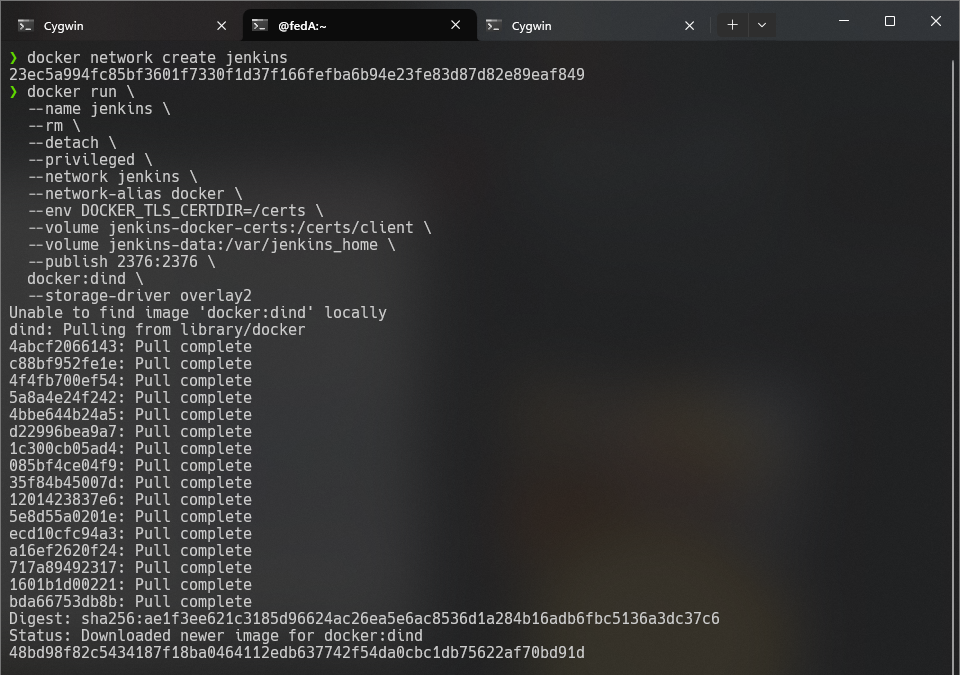 Cygwin
@fedA:~
Cygwin
❯ docker network create jenkins
23ec5a994fc85bf3601f7330f1d37f166fefba6b94e23fe83d87d82e89eaf849
❯ docker run \
  --name jenkins \
  --rm \
  --detach \
  --privileged \
  --network jenkins \
  --network-alias docker \
  --env DOCKER_TLS_CERTDIR=/certs \
  --volume jenkins-docker-certs:/certs/client \
  --volume jenkins-data:/var/jenkins_home \
  --publish 2376:2376 \
  docker:dind \
  --storage-driver overlay2
Unable to find image 'docker:dind' locally
dind: Pulling from library/docker
4abcf2066143: Pull complete
c88bf952fe1e: Pull complete
4f4fb700ef54: Pull complete
5a8a4e24f242: Pull complete
4bbe644b24a5: Pull complete
d22996bea9a7: Pull complete
1c300cb05ad4: Pull complete
085bf4ce04f9: Pull complete
35f84b45007d: Pull complete
1201423837e6: Pull complete
5e8d55a0201e: Pull complete
ecd10cfc94a3: Pull complete
a16ef2620f24: Pull complete
717a89492317: Pull complete
1601b1d00221: Pull complete
bda66753db8b: Pull complete
Digest: sha256:ae1f3ee621c3185d96624ac26ea5e6ac8536d1a284b16adb6fbc5136a3dc37c6
Status: Downloaded newer image for docker:dind
48bd98f82c5434187f18ba0464112edb637742f54da0cbc1db75622af70bd91d